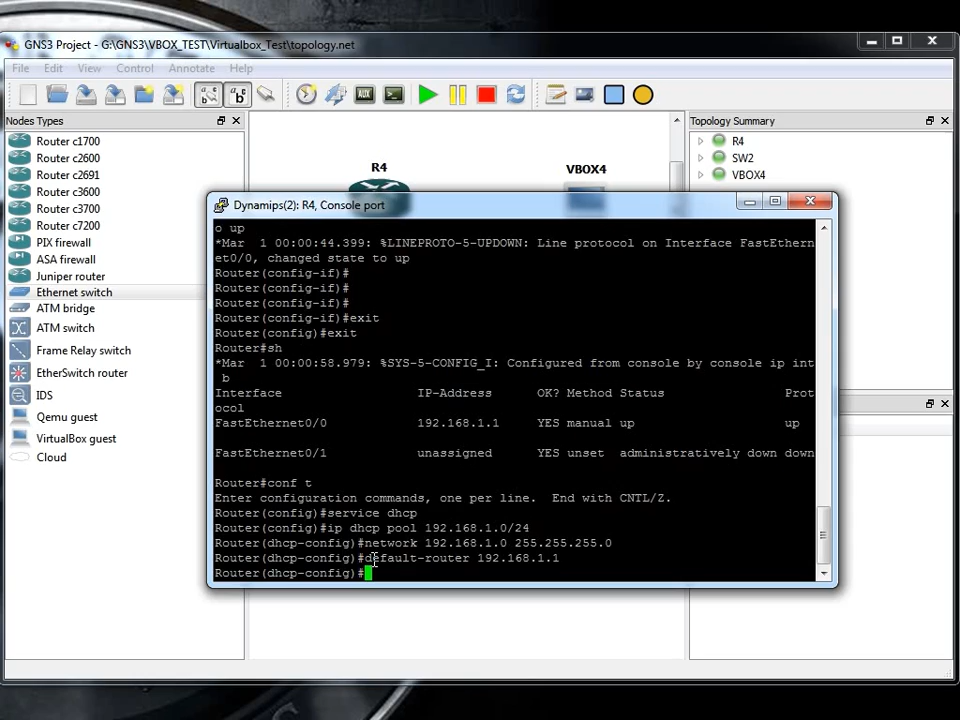 GNS3 Project - G:\GNS3\VBOX_TEST\Virtualbox_Test\topology.net
File Edit View Control Annotate Help
AUX
Nodes Types
Router c1700
Router c2600
Router c2691
Router c3600
Router c3700
Router c7200
PIX firewall
ASA firewall
Juniper router
Ethernet switch
ATM bridge
ATM switch
Frame Relay switch
EtherSwitch router
IDS
Qemu guest
VirtualBox guest
Cloud
R4
VBOX4
Topology Summary
R4
SW2
VBOX4
Dynamips(2): R4, Console port
o up
*Mar  1 00:00:44.399: %LINEPROTO-5-UPDOWN: Line protocol on Interface FastEthern
et0/0, changed state to up
Router(config-if)#
Router(config-if)#
Router(config-if)#
Router(config-if)#exit
Router(config)#exit
Router#sh
*Mar  1 00:00:58.979: %SYS-5-CONFIG_I: Configured from console by console ip int
b
Interface IP-Address OK? Method Status Prot
ocol
FastEthernet0/0 192.168.1.1 YES manual up up
FastEthernet0/1 unassigned YES unset administratively down down
Router#conf t
Enter configuration commands, one per line.  End with CNTL/Z.
Router(config)#service dhcp
Router(config)#ip dhcp pool 192.168.1.0/24
Router(dhcp-config)#network 192.168.1.0 255.255.255.0
Router(dhcp-config)#default-router 192.168.1.1
Router(dhcp-config)#